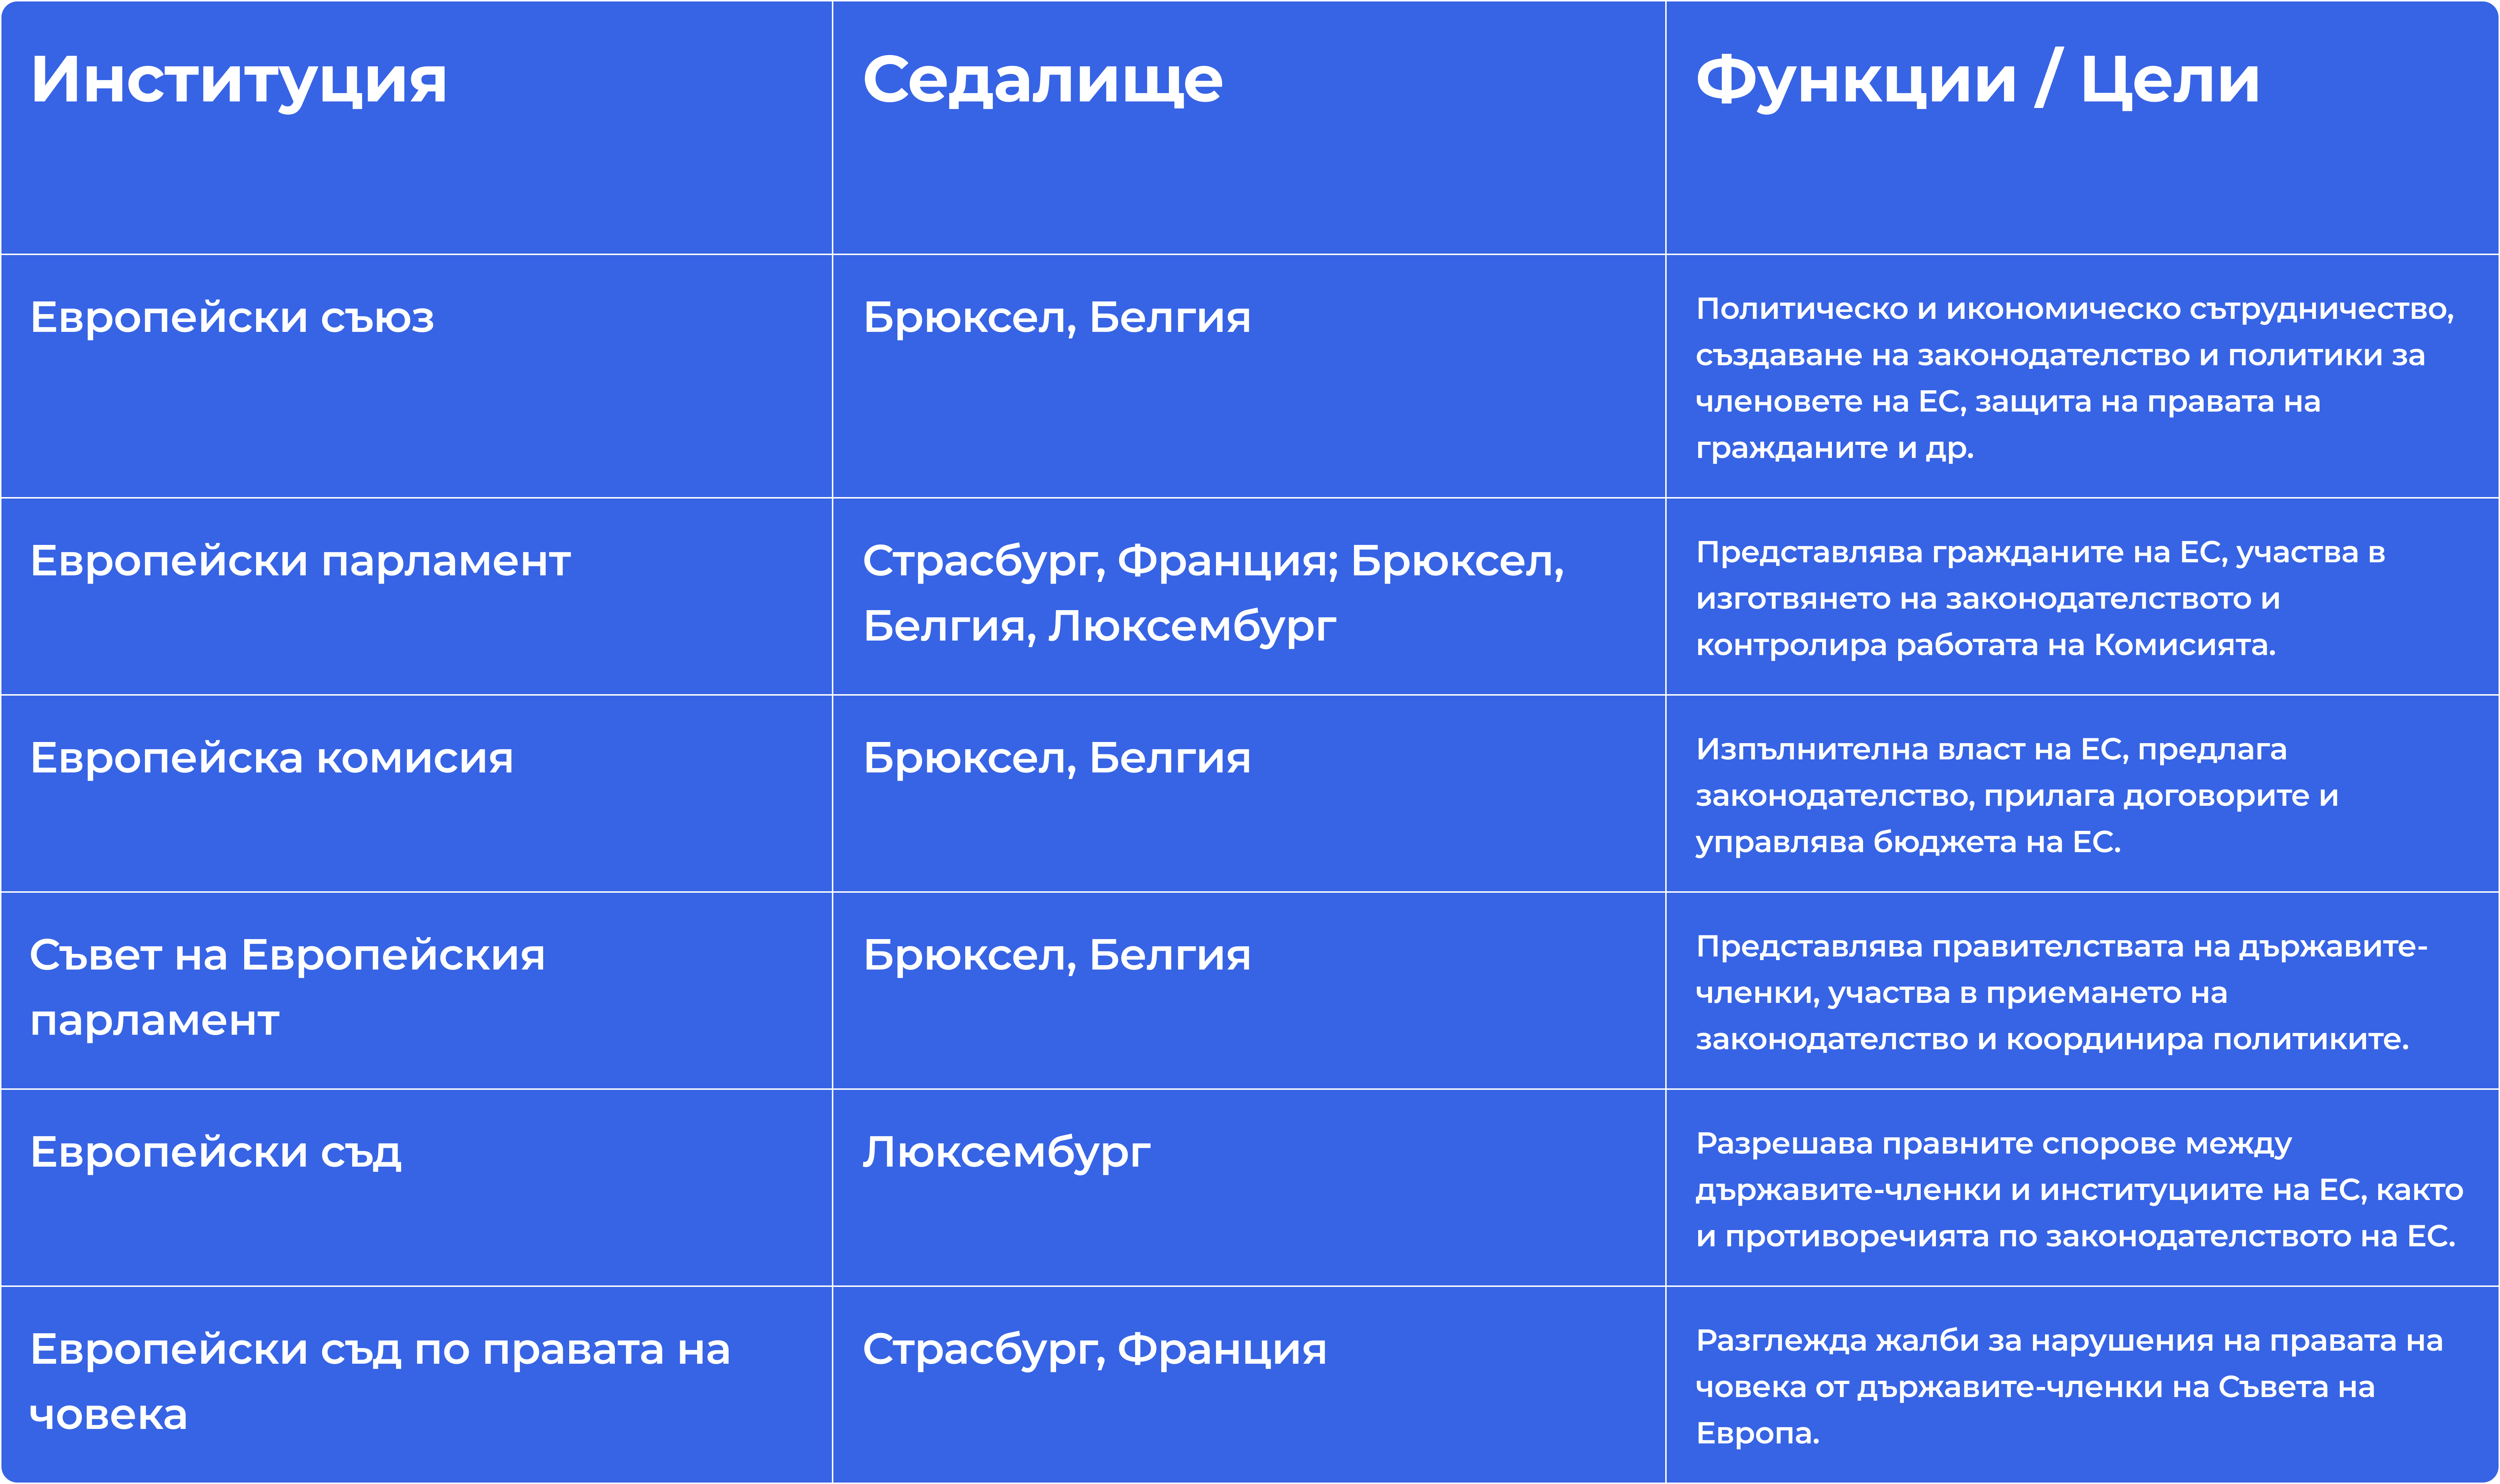 Институция
Седалище
Функции / Цели
Европейски съюз
Брюксел, Белгия
Политическо и икономическо сътрудничество,
създаване на законодателство и политики за
членовете на ЕС, защита на правата на
гражданите и др.
Европейски парламент
Страсбург, Франция; Брюксел,
Белгия, Люксембург
Представлява гражданите на ЕС, участва в
изготвянето на законодателството и
контролира работата на Комисията.
Европейска комисия
Брюксел, Белгия
Изпълнителна власт на ЕС, предлага
законодателство, прилага договорите и
управлява бюджета на ЕС.
Съвет на Европейския
парламент
Брюксел, Белгия
Представлява правителствата на държавите-
членки, участва в приемането на
законодателство и координира политиките.
Европейски съд
Люксембург
Разрешава правните спорове между
държавите-членки и институциите на ЕС, както
и противоречията по законодателството на ЕС.
Европейски съд по правата на
човека
Страсбург, Франция
Разглежда жалби за нарушения на правата на
човека от държавите-членки на Съвета на
Европа.